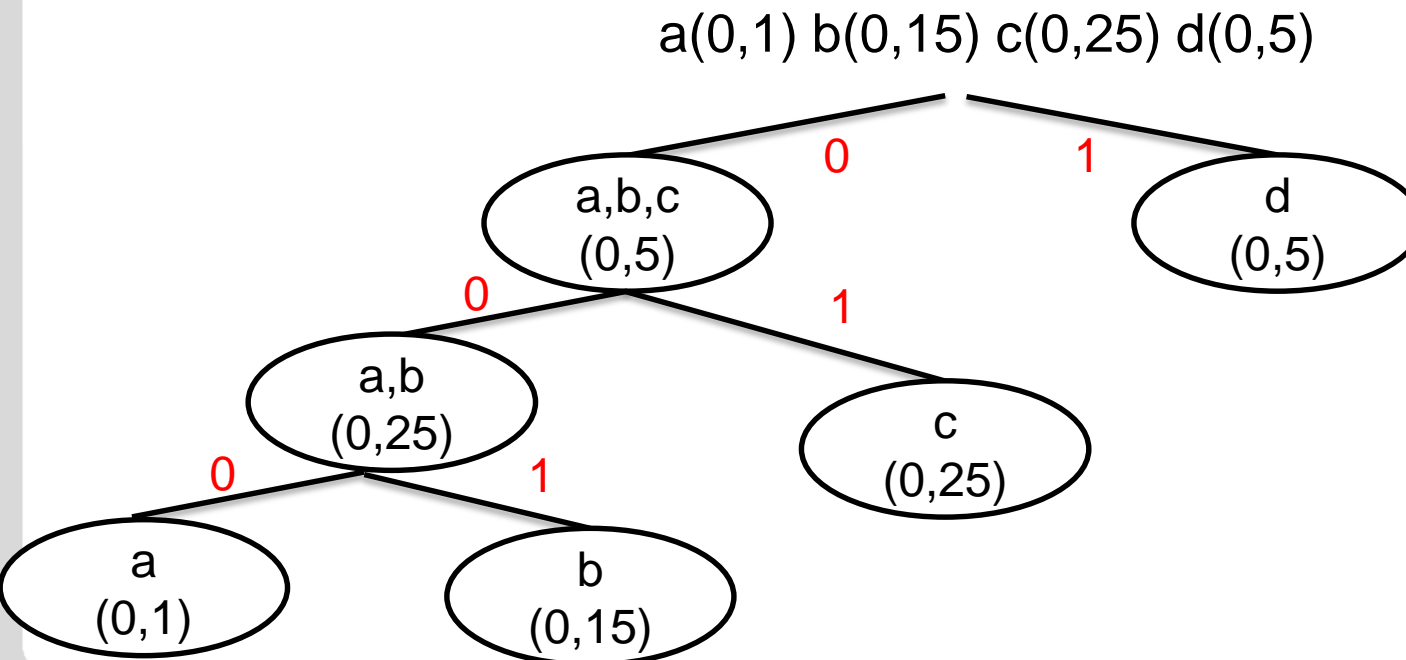 a(0,1) b(0,15) c(0,25) d(0,5)
0
1
a,b,c
(0,5)
d
(0,5)
0
1
a,b
(0,25)
c
(0,25)
0
1
a
(0,1)
b
(0,15)